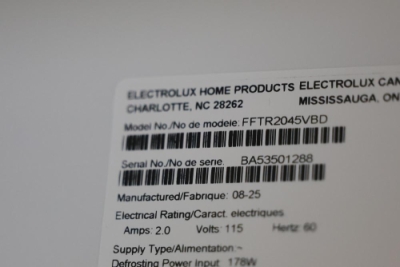 ELECTROLUX HOME PRODUCTS ELECTROLUX CAN
CHARLOTTE, NC 28262 MISSISSAUGA, ON
Model No./No de modele: FFTR2045VBD
Serial No./No de serie. BA53501288
Manufactured/Fabrique: 08-25
Electrical Rating/Caract. electriques
Amps: 2.0 Volts: 115 Hertz: 60
Supply Type/Alimentation: ~
Defrosting Power Input: 178W